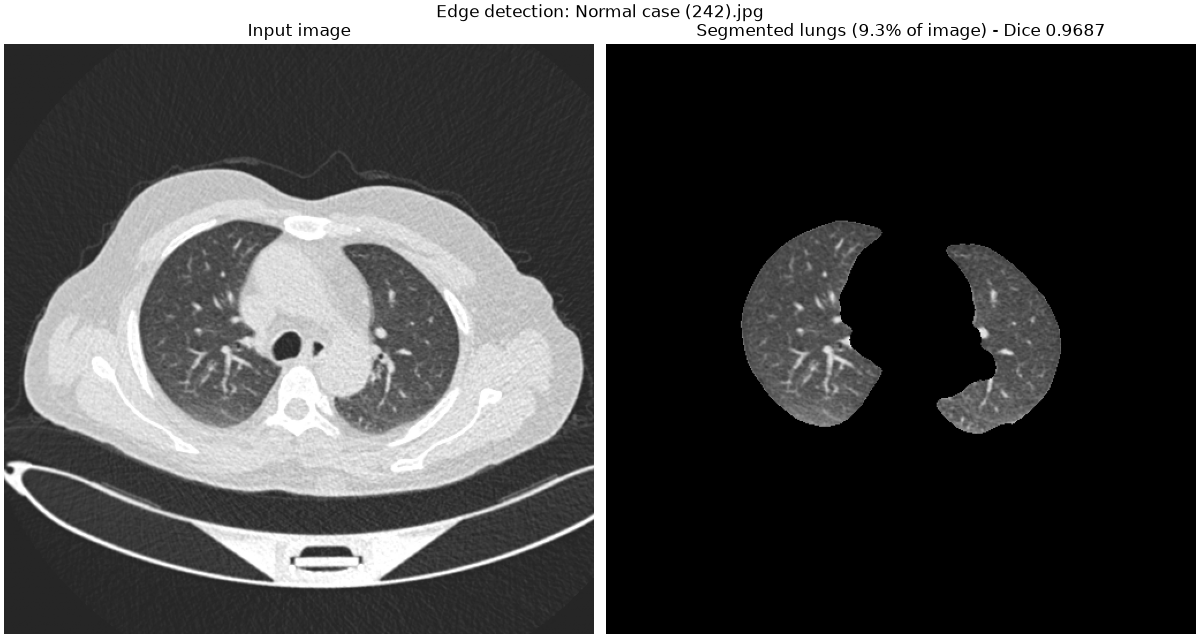 Edge detection: Normal case (242).jpg
Input image
Segmented lungs (9.3% of image) - Dice 0.9687